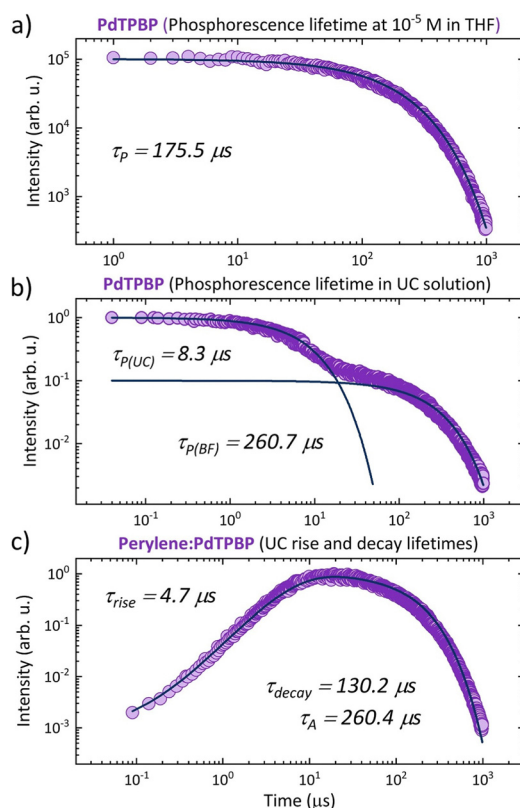 a) PdTPBP (Phosphorescence lifetime at 10⁻⁵ M in THF)
Intensity (arb. u.)
10⁵
10⁴
10³
τP = 175.5 μs
10⁰ 10¹ 10² 10³
PdTPBP (Phosphorescence lifetime in UC solution)
b)
Intensity (arb. u.)
10⁰
10⁻¹
10⁻²
τP(UC) = 8.3 μs
τP(BF) = 260.7 μs
10⁻¹ 10⁰ 10¹ 10² 10³
c) Perylene:PdTPBP (UC rise and decay lifetimes)
Intensity (arb. u.)
10⁰
10⁻¹
10⁻²
10⁻³
τrise = 4.7 μs
τdecay = 130.2 μs
τA = 260.4 μs
10⁻¹ 10⁰ 10¹ 10² 10³
Time (μs)